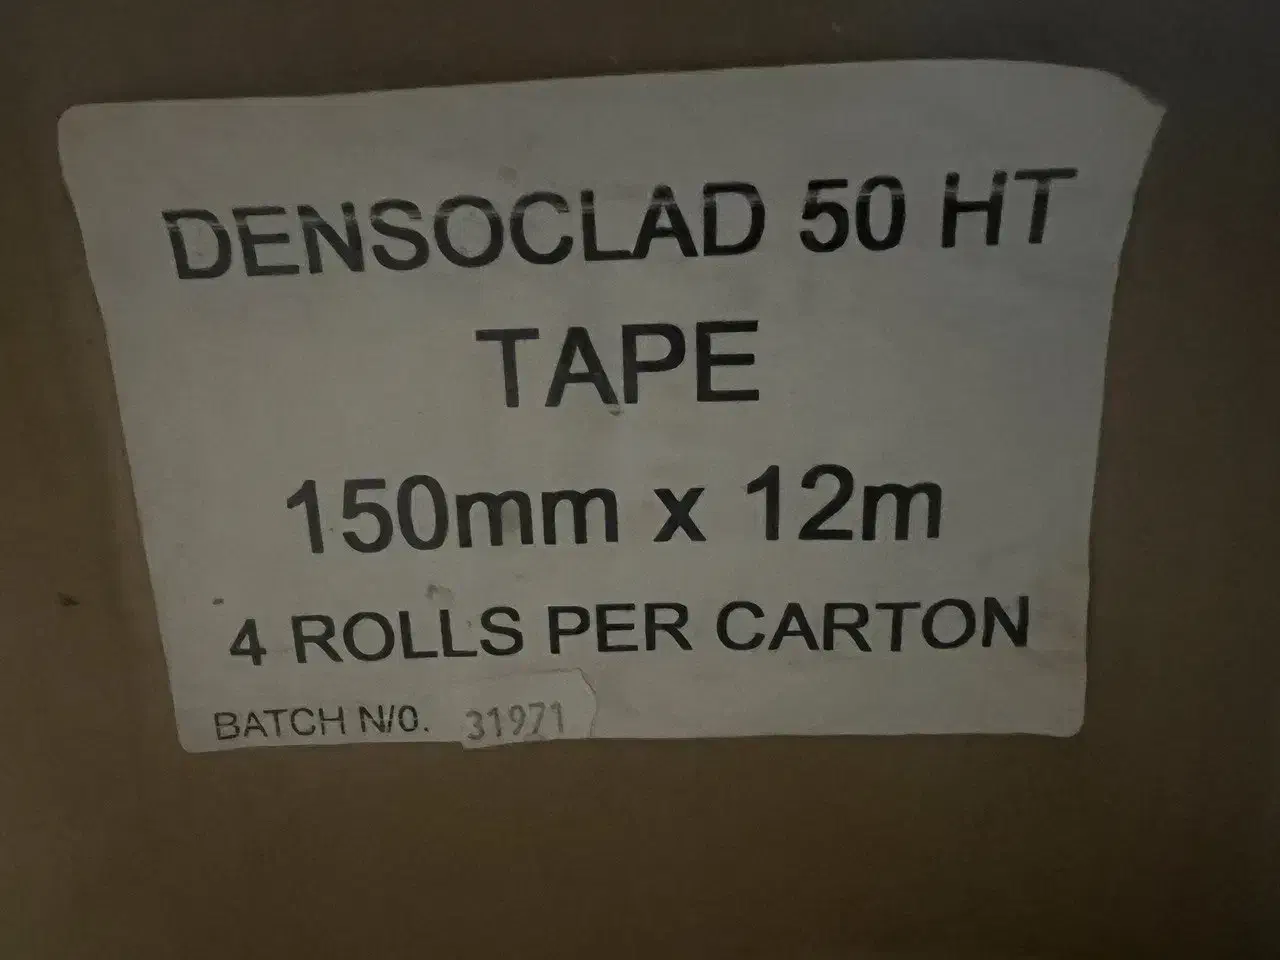 DENSOCLAD 50 HT
TAPE
150mm x 12m
4 ROLLS PER CARTON
BATCH N/0. 31971